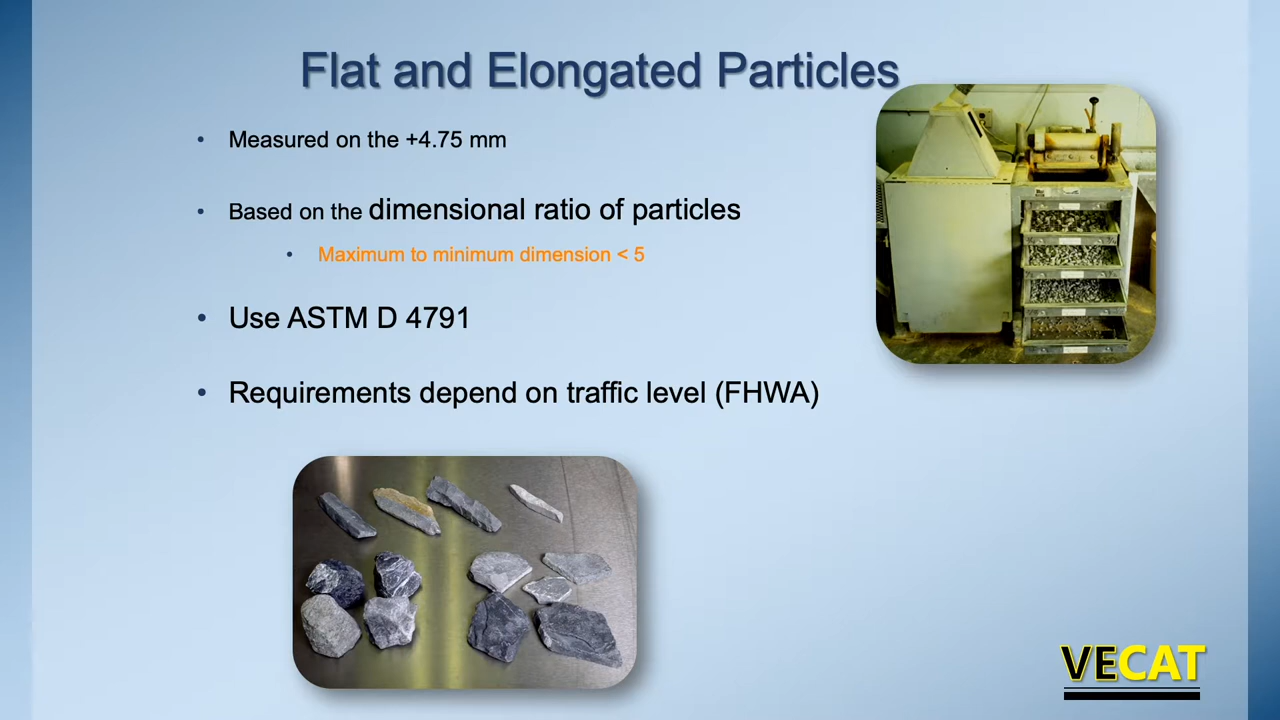 Flat and Elongated Particles
• Measured on the +4.75 mm
• Based on the dimensional ratio of particles
• Maximum to minimum dimension < 5
• Use ASTM D 4791
• Requirements depend on traffic level (FHWA)
VECAT